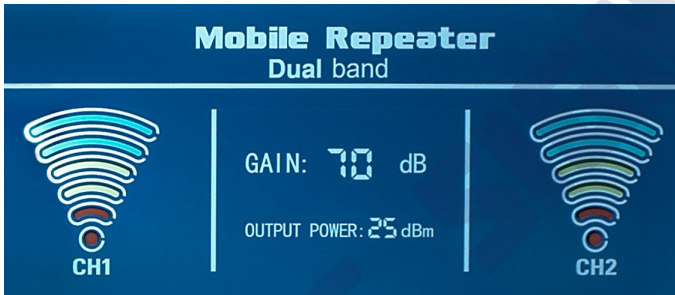 Mobile Repeater
Dual band
GAIN: 70 dB
OUTPUT POWER: 25 dBm
CH1
CH2